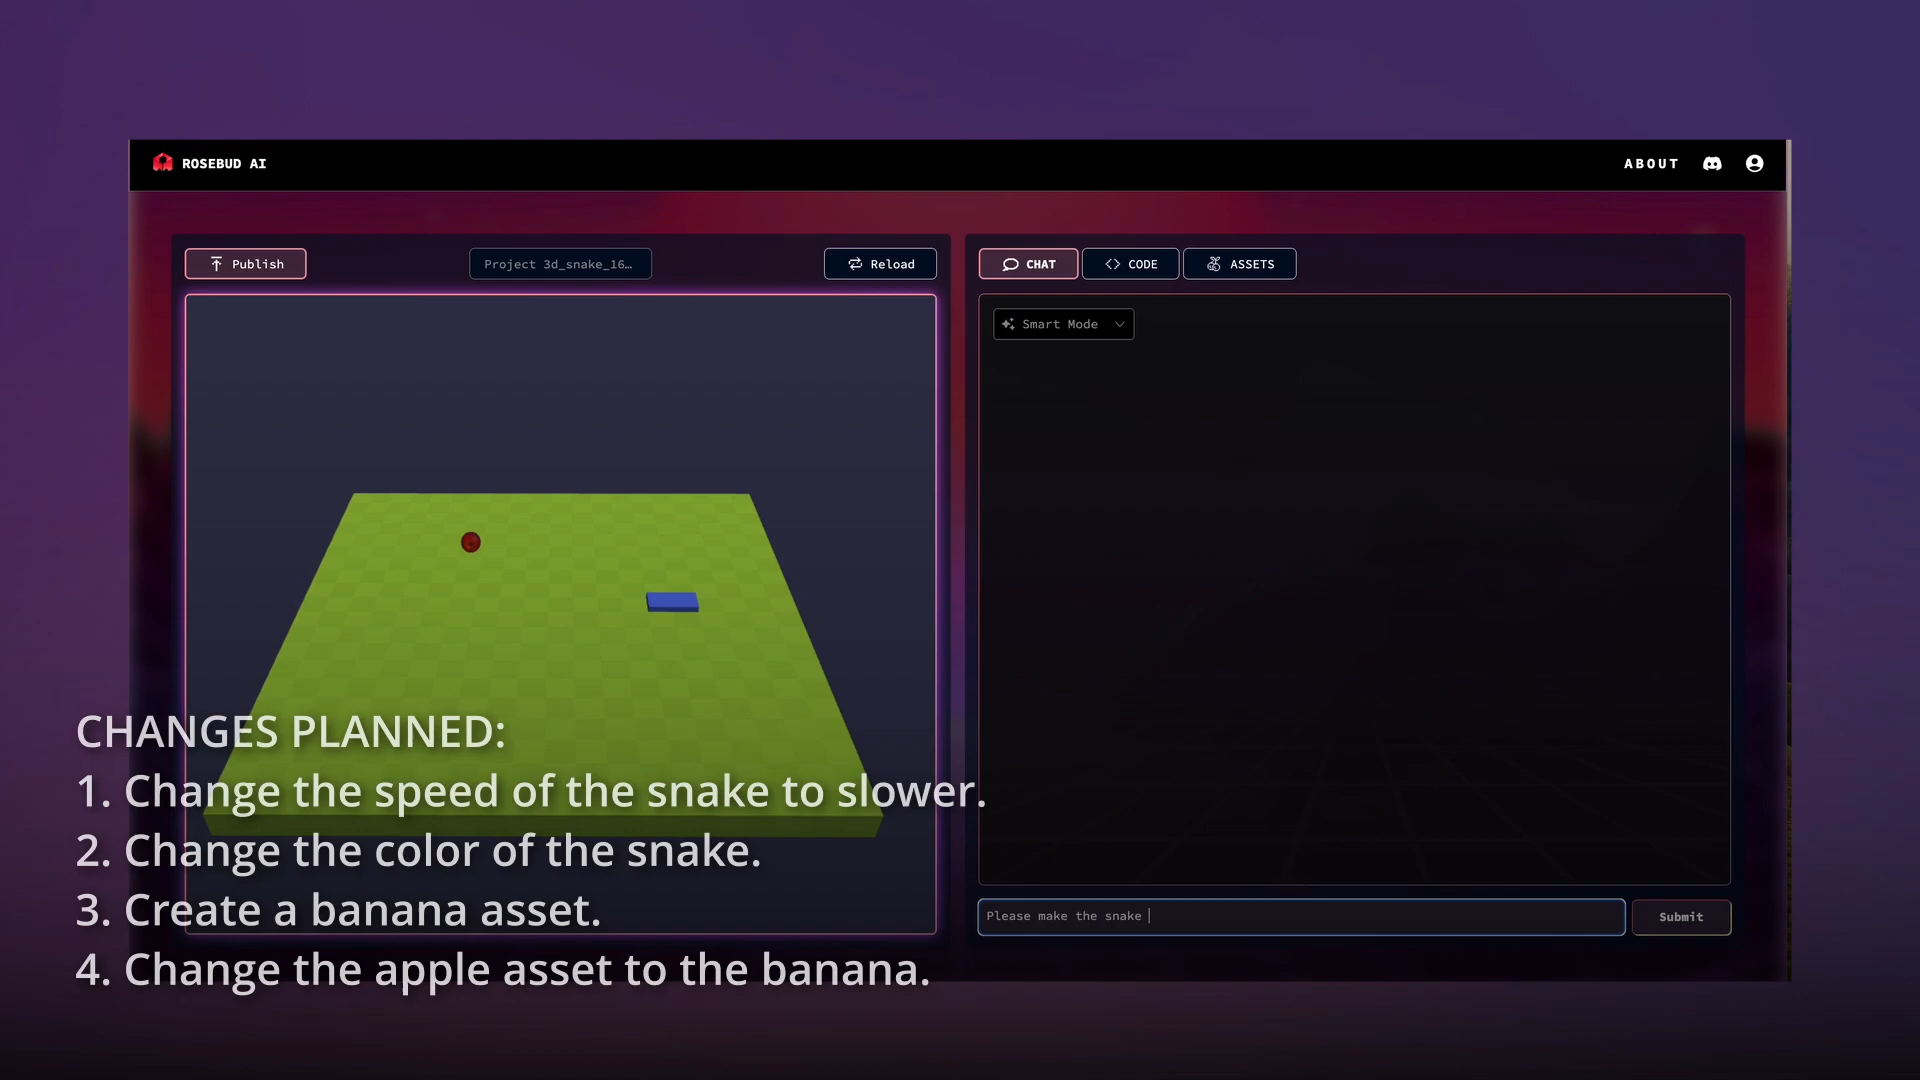 ROSEBUD AI
ABOUT
Publish
Project 3d_snake_16…
Reload
CHAT
<> CODE
ASSETS
Smart Mode
CHANGES PLANNED:
1. Change the speed of the snake to slower.
2. Change the color of the snake.
3. Create a banana asset.
4. Change the apple asset to the banana.
Please make the snake
Submit